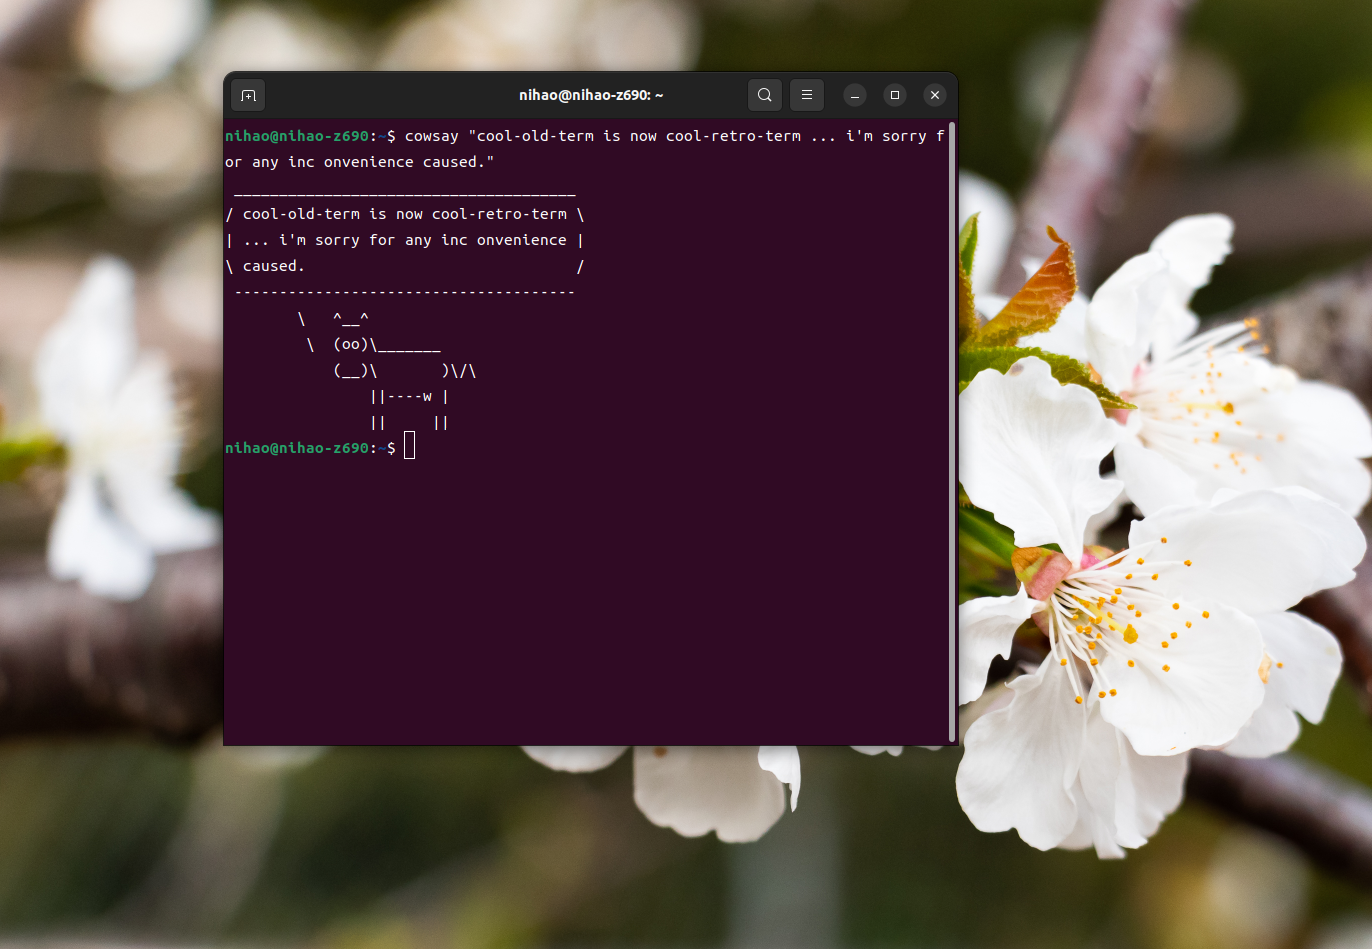 nihao@nihao-z690: ~
nihao@nihao-z690:~$ cowsay "cool-old-term is now cool-retro-term ... i'm sorry f
or any inc onvenience caused."
 ______________________________________
/ cool-old-term is now cool-retro-term \
| ... i'm sorry for any inc onvenience |
\ caused.                              /
 --------------------------------------
        \   ^__^
         \  (oo)\_______
            (__)\       )\/\
                ||----w |
                ||     ||
nihao@nihao-z690:~$